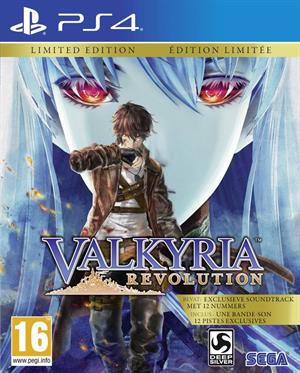 PS4
LIMITED EDITION ÉDITION LIMITÉE
VALKYRIA™
REVOLUTION
BEVAT: EXCLUSIEVE SOUNDTRACK
MET 12 NUMMERS
INCLUS: UNE BANDE-SON
12 PISTES EXCLUSIVES
16
www.pegi.info
DEEP
SILVER
SEGA